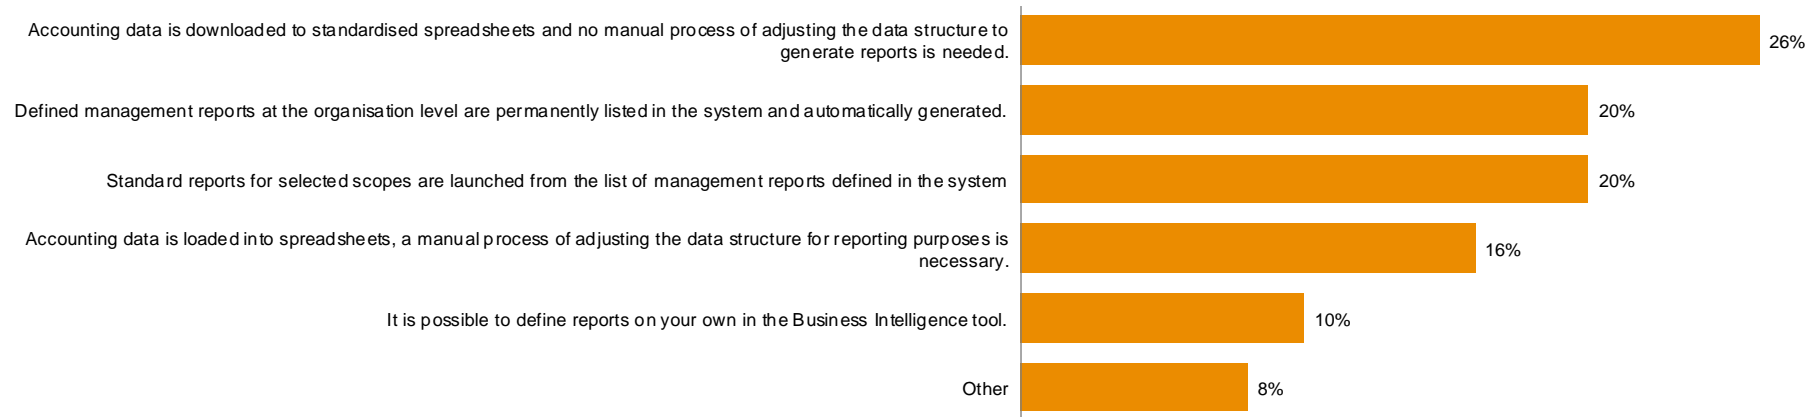 Accounting data is downloaded to standardised spreadsheets and no manual process of adjusting the data structure to
generate reports is needed.
26%
Defined management reports at the organisation level are permanently listed in the system and automatically generated.
20%
Standard reports for selected scopes are launched from the list of management reports defined in the system
20%
Accounting data is loaded into spreadsheets, a manual process of adjusting the data structure for reporting purposes is
necessary.
16%
It is possible to define reports on your own in the Business Intelligence tool.
10%
Other
8%